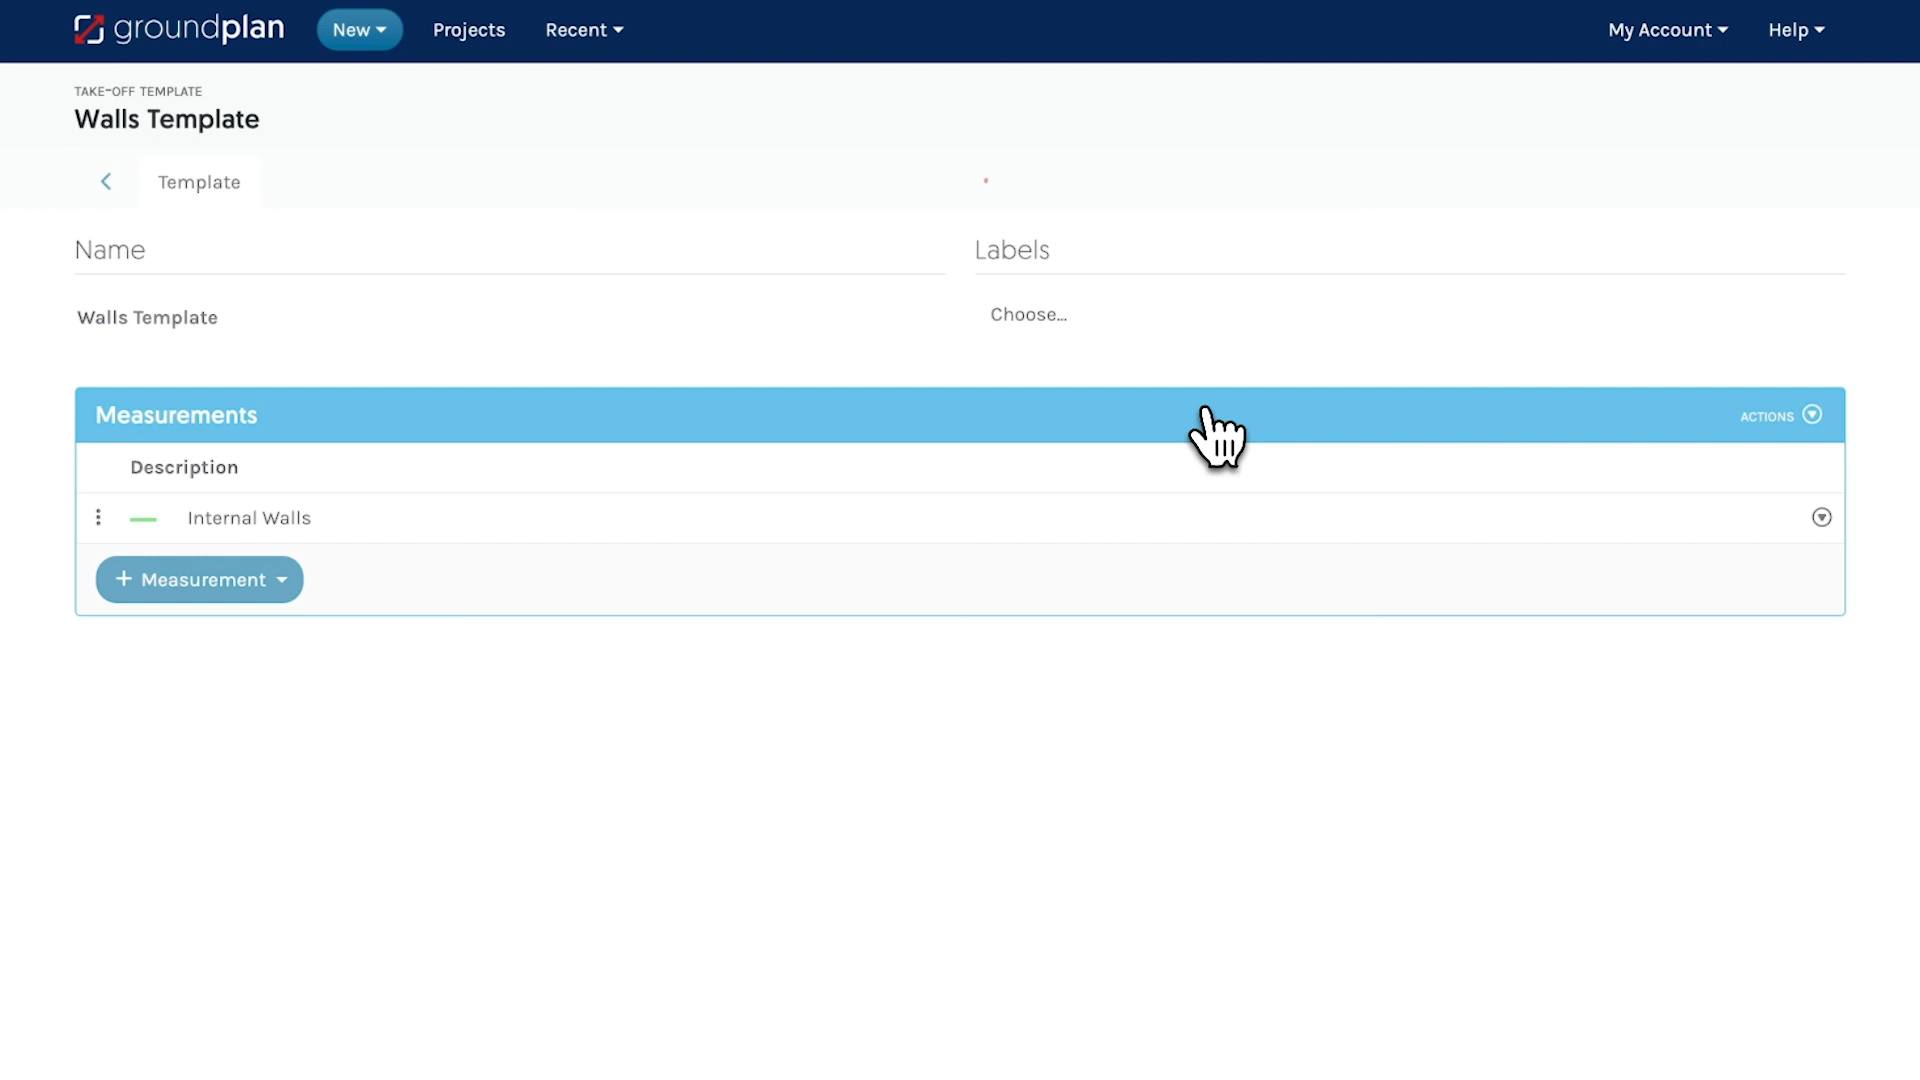 groundplan New Projects Recent My Account Help
TAKE-OFF TEMPLATE
Walls Template
Template
Name Labels
Walls Template Choose...
Measurements ACTIONS
Description
Internal Walls
+ Measurement